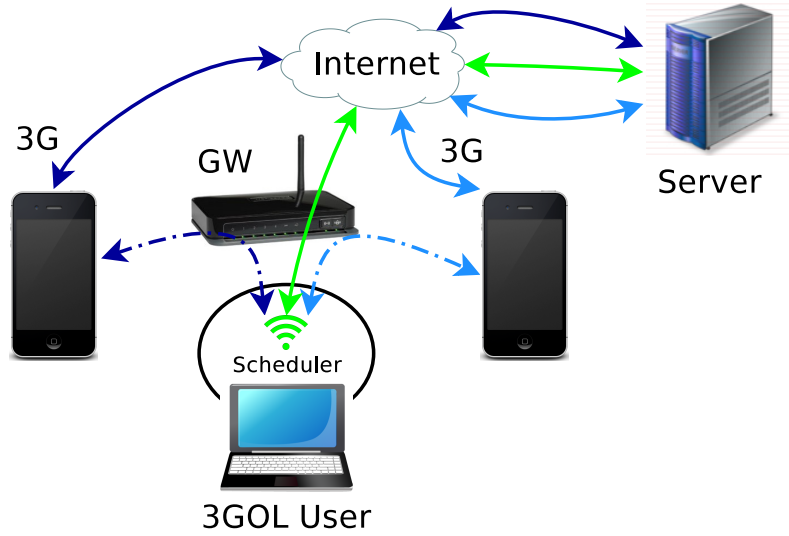 Internet
3G
GW
3G
Server
Scheduler
3GOL User